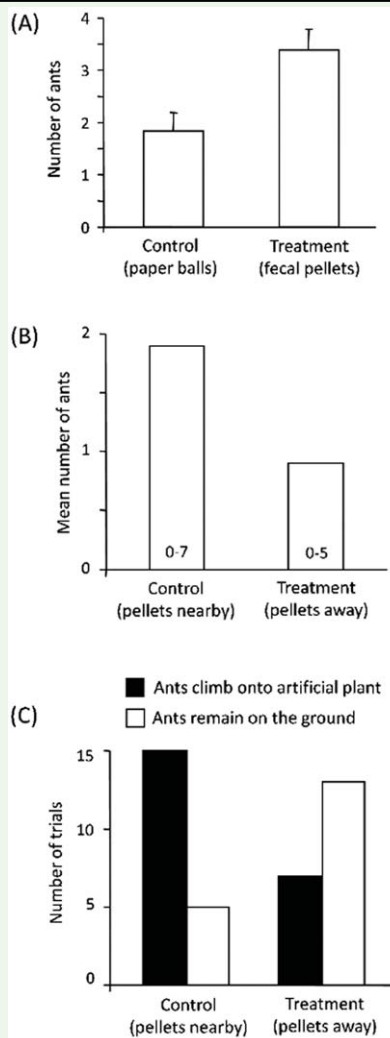 (A)
Number of ants
4
3
2
1
0
Control
(paper balls)
Treatment
(fecal pellets)
(B)
Mean number of ants
2
1
0
0-7
0-5
Control
(pellets nearby)
Treatment
(pellets away)
Ants climb onto artificial plant
Ants remain on the ground
(C)
Number of trials
15
10
5
0
Control
(pellets nearby)
Treatment
(pellets away)